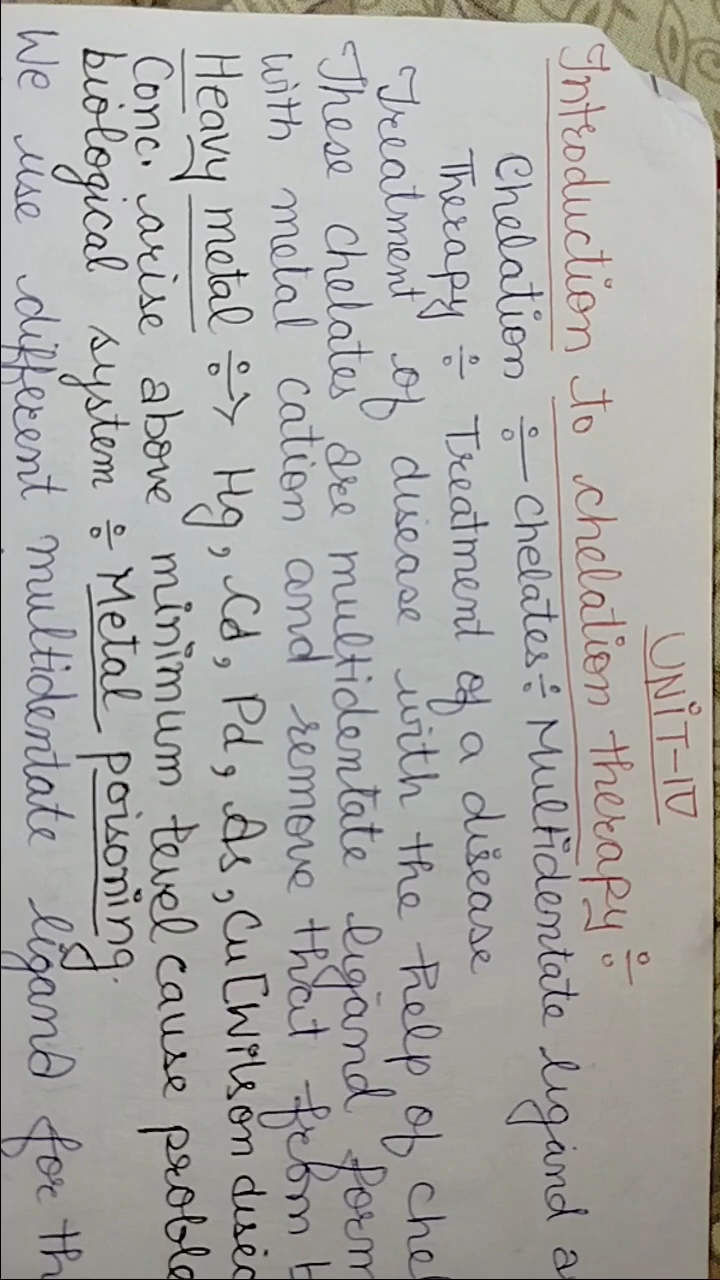 UNIT-IV
Introduction to chelation therapy ÷
Chelation ÷ chelates ÷ Multidentate ligand a
Therapy ÷ Treatment of a disease
Treatment of disease with the help of chel
These chelates are multidentate ligand form
with metal cation and remove that from b
Heavy metal ÷> Hg, Cd, Pd, As, Cu [Wilson disea
Conc. arise above minimum level cause proble
biological system ÷ Metal poisoning.
We use different multidentate ligand for th